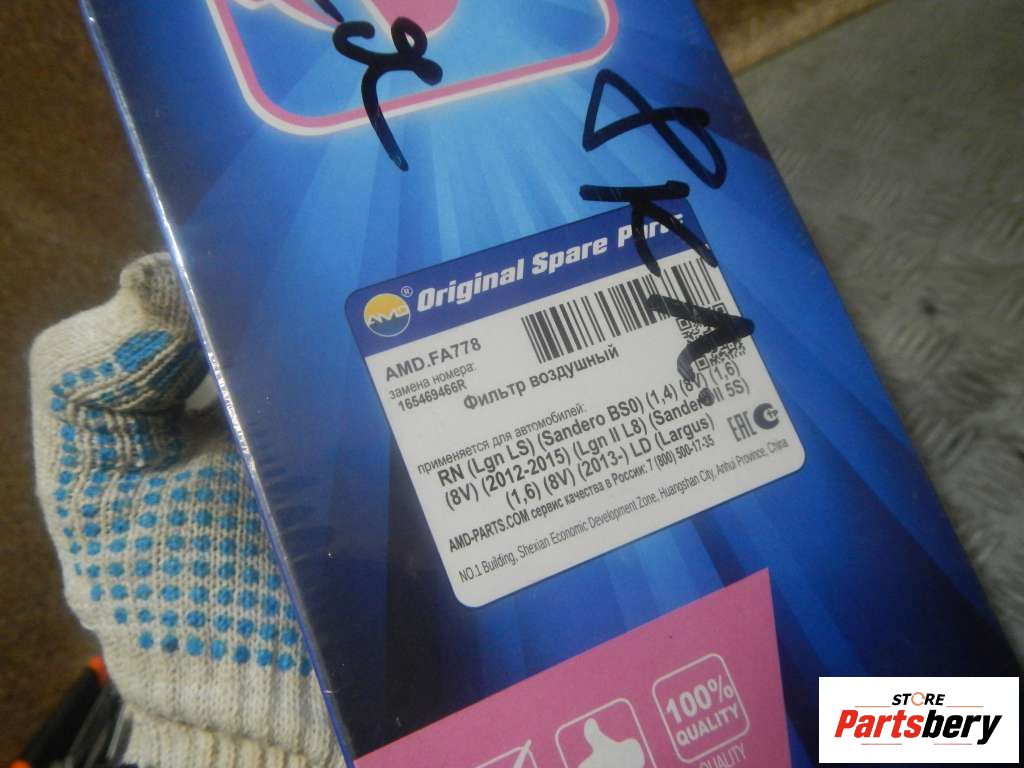 Original Spare Parts
AMD ®
AMD.FA778
замена номера:
165469466R
Фильтр воздушный
применяется для автомобилей:
RN (Lgn LS) (Sandero BS0) (1,4) (8V) (1,6)
(8V) (2012-2015) (Lgn II L8) (Sandero II 5S)
(1,6) (8V) (2013-) LD (Largus)
AMD-PARTS.COM сервис качества в России: 7 (800) 500-17-35
NO.1 Building, Shexian Economic Development Zone, Huangshan City, Anhui Province, China
EAC
100%
QUALITY
QUALITY
STORE
Partsbery